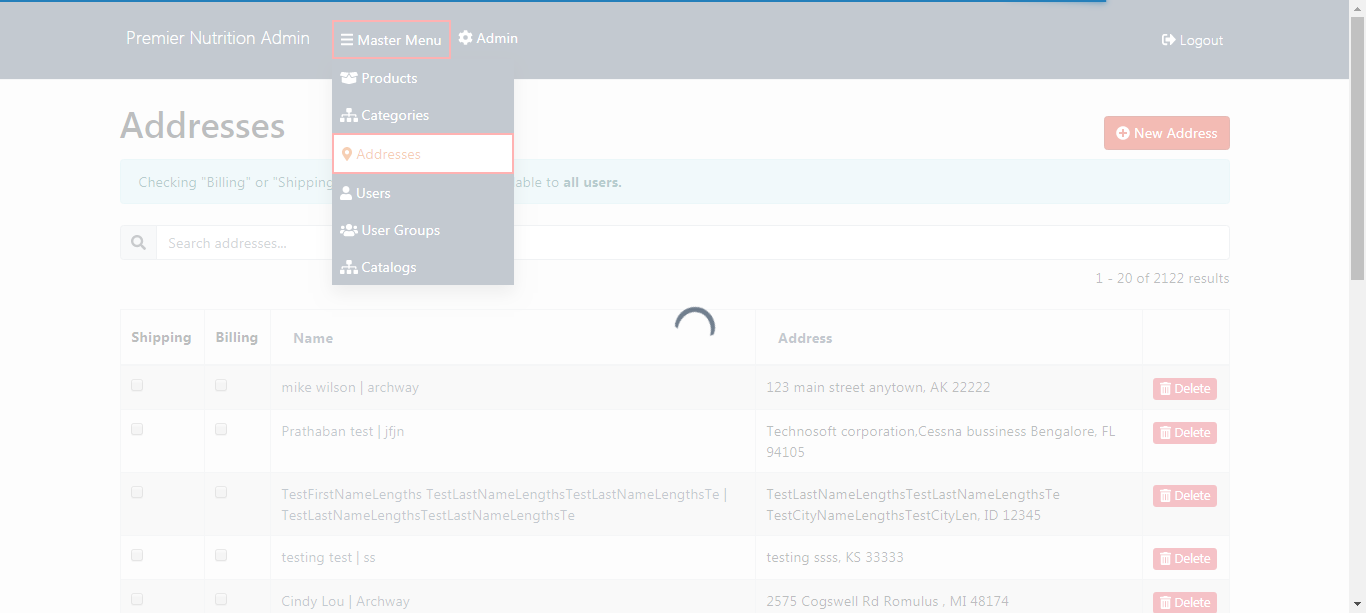 Premier Nutrition Admin
Master Menu
Admin
Logout
Products
Categories
Addresses
Users
User Groups
Catalogs
Addresses
New Address
Checking "Billing" or "Shipping
able to all users.
Search addresses...
1 - 20 of 2122 results
Shipping Billing Name Address
mike wilson | archway 123 main street anytown, AK 22222 Delete
Prathaban test | jfjn Technosoft corporation,Cessna bussiness Bengalore, FL Delete
94105
TestFirstNameLengths TestLastNameLengthsTestLastNameLengthsTe | TestLastNameLengthsTestLastNameLengthsTe Delete
TestLastNameLengthsTestLastNameLengthsTe TestCityNameLengthsTestCityLen, ID 12345
testing test | ss testing ssss, KS 33333 Delete
Cindy Lou | Archway 2575 Cogswell Rd Romulus , MI 48174 Delete